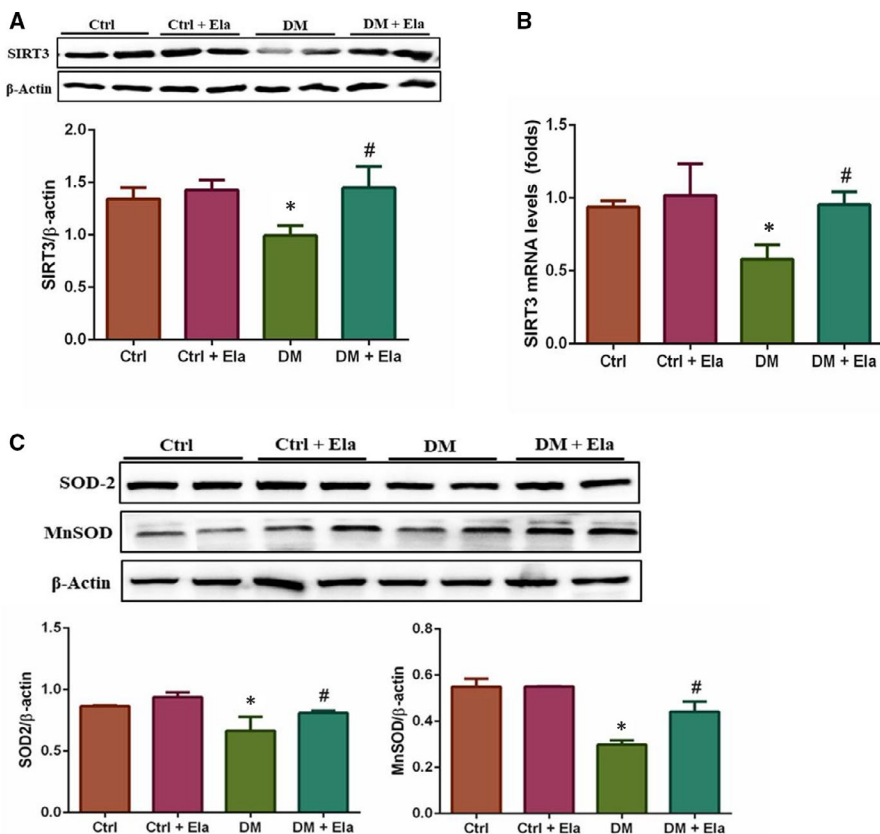 A
Ctrl Ctrl + Ela DM DM + Ela
SIRT3
β-Actin
SIRT3/β-actin
2.0
1.5
1.0
0.5
0.0
*
#
Ctrl Ctrl + Ela DM DM + Ela
B
SIRT3 mRNA levels (folds)
1.5
1.0
0.5
0.0
*
#
Ctrl Ctrl + Ela DM DM + Ela
C
Ctrl Ctrl + Ela DM DM + Ela
SOD-2
MnSOD
β-Actin
SOD2/β-actin
1.5
1.0
0.5
0.0
*
#
Ctrl Ctrl + Ela DM DM + Ela
MnSOD/β-actin
0.8
0.6
0.4
0.2
0.0
*
#
Ctrl Ctrl + Ela DM DM + Ela